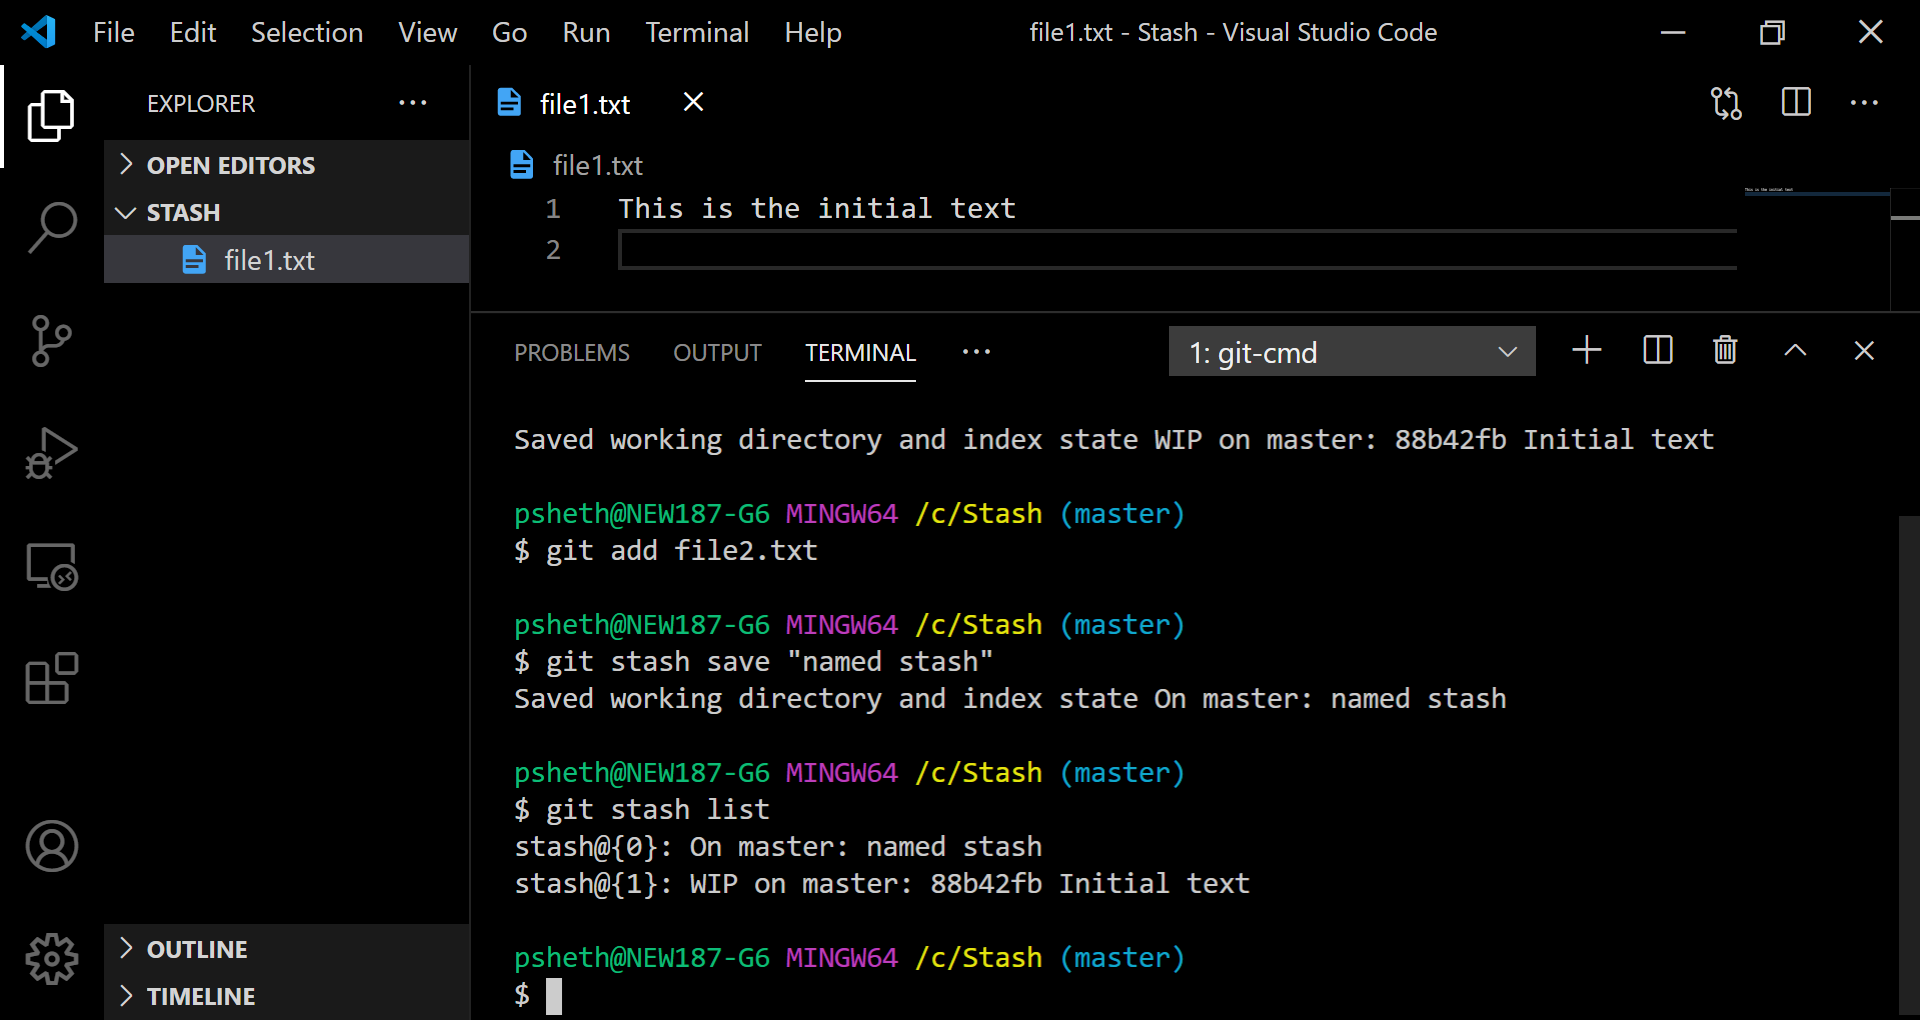 File Edit Selection View Go Run Terminal Help file1.txt - Stash - Visual Studio Code
EXPLORER
OPEN EDITORS
STASH
file1.txt
OUTLINE
TIMELINE
file1.txt
file1.txt
1 This is the initial text
2
PROBLEMS OUTPUT TERMINAL 1: git-cmd
Saved working directory and index state WIP on master: 88b42fb Initial text
psheth@NEW187-G6 MINGW64 /c/Stash (master)
$ git add file2.txt
psheth@NEW187-G6 MINGW64 /c/Stash (master)
$ git stash save "named stash"
Saved working directory and index state On master: named stash
psheth@NEW187-G6 MINGW64 /c/Stash (master)
$ git stash list
stash@{0}: On master: named stash
stash@{1}: WIP on master: 88b42fb Initial text
psheth@NEW187-G6 MINGW64 /c/Stash (master)
$
This is the initial text